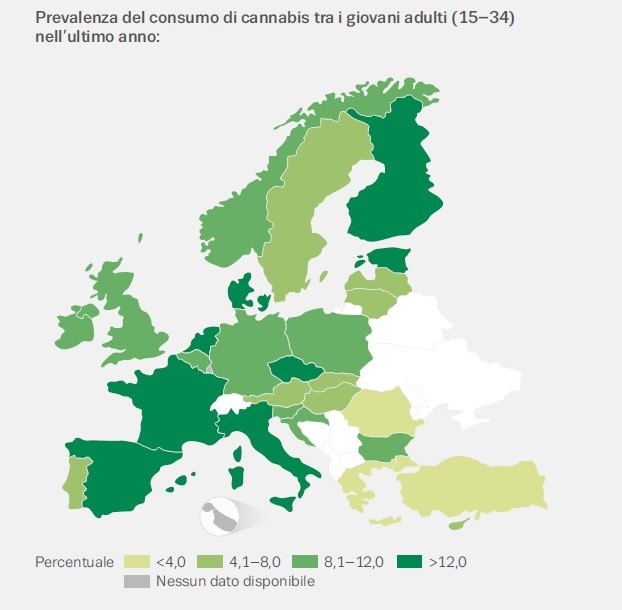 Prevalenza del consumo di cannabis tra i giovani adulti (15–34)
nell'ultimo anno:
Percentuale <4,0 4,1–8,0 8,1–12,0 >12,0
Nessun dato disponibile